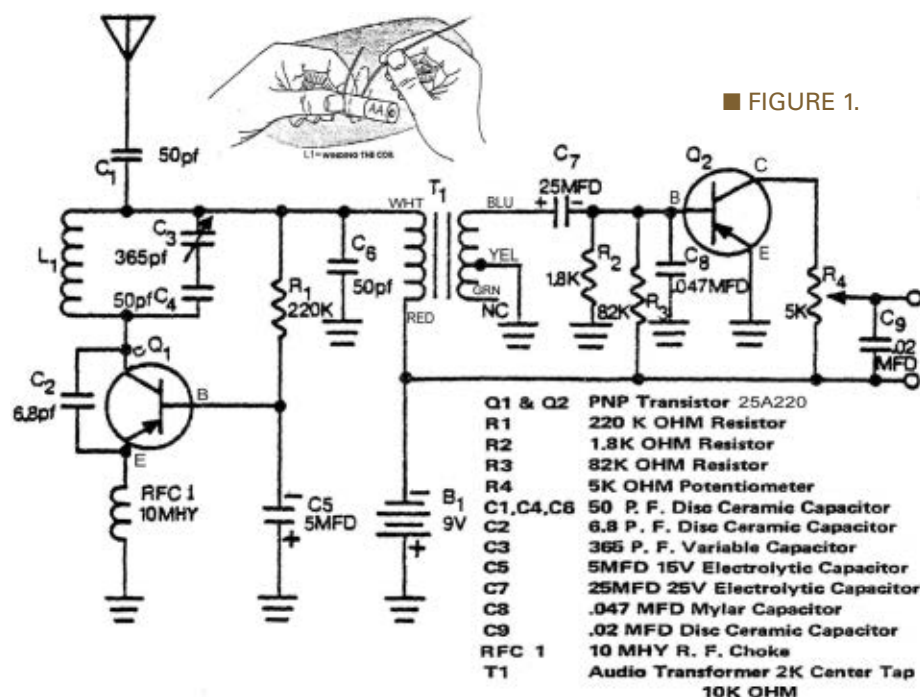 ■ FIGURE 1.
AA
L1=WINDING THE COIL
C1
50pf
C7
25MFD
+ -
Q2
C
B
E
WHT
T1
BLU
YEL
GRN
NC
RED
L1
C3
365pf
50pf
C4
R1
220K
C6
50pf
R2
1.8K
C8
.047MFD
82K
R3
R4
5K
C9
.02
MFD
C
Q1
C2
6.8pf
B
E
RFC 1
10MHY
-
C5
5MFD
+
-
B1
9V
+
Q1 & Q2 PNP Transistor 25A220
R1 220 K OHM Resistor
R2 1.8K OHM Resistor
R3 82K OHM Resistor
R4 5K OHM Potentiometer
C1,C4,C6 50 P. F. Disc Ceramic Capacitor
C2 6.8 P. F. Disc Ceramic Capacitor
C3 365 P. F. Variable Capacitor
C5 5MFD 15V Electrolytic Capacitor
C7 25MFD 25V Electrolytic Capacitor
C8 .047 MFD Mylar Capacitor
C9 .02 MFD Disc Ceramic Capacitor
RFC 1 10 MHY R. F. Choke
T1 Audio Transformer 2K Center Tap
10K OHM